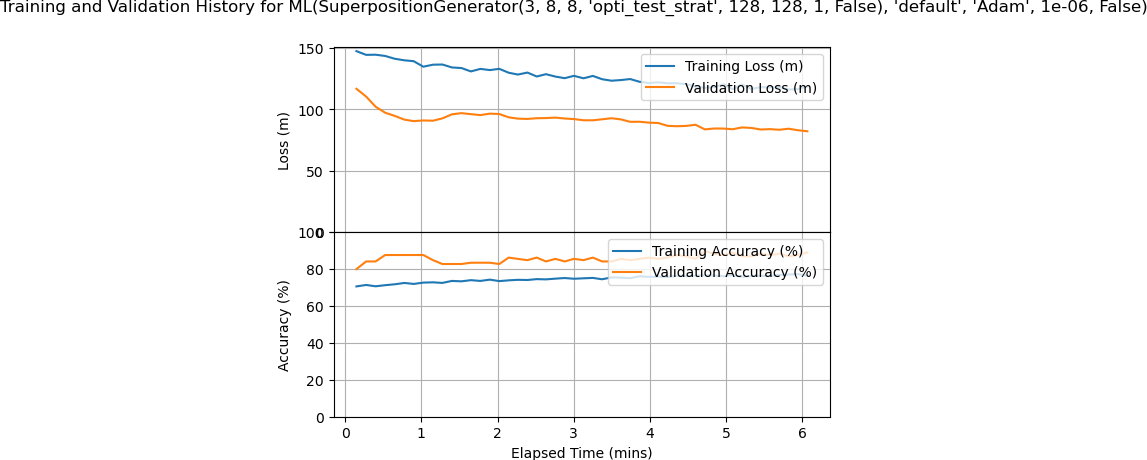 Training and Validation History for ML(SuperpositionGenerator(3, 8, 8, 'opti_test_strat', 128, 128, 1, False), 'default', 'Adam', 1e-06, False)
150
100
50
0
Loss (m)
Training Loss (m)
Validation Loss (m)
100
80
60
40
20
0
Accuracy (%)
Training Accuracy (%)
Validation Accuracy (%)
0 1 2 3 4 5 6
Elapsed Time (mins)